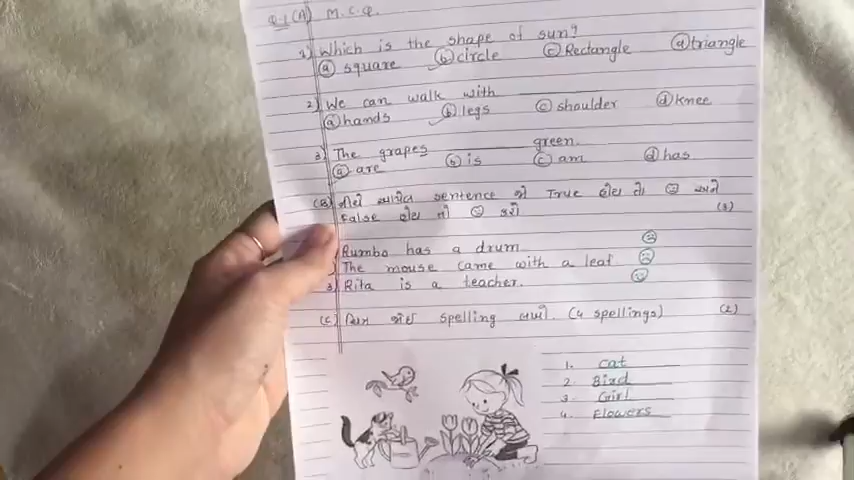 Q-1(A) M.C.Q.
1) Which is the shape of sun?
(a) square (b) circle (c) Rectangle (d) triangle
2) We can walk with ______
(a) hands (b) legs (c) shoulder (d) knee
3) The grapes ______ green.
(a) are (b) is (c) am (d) has
(B) નીચે આપેલ sentence જો True હોય તો ☺ અને
False હોય તો ☹ કરો (3)
Rumbo has a drum. ☹
The mouse came with a leaf. ☹
3) Rita is a teacher. ☺
(C) ચિત્ર જોઈ spelling લખો. (4 spellings) (2)
1. Cat
2. Bird
3. Girl
4. Flowers